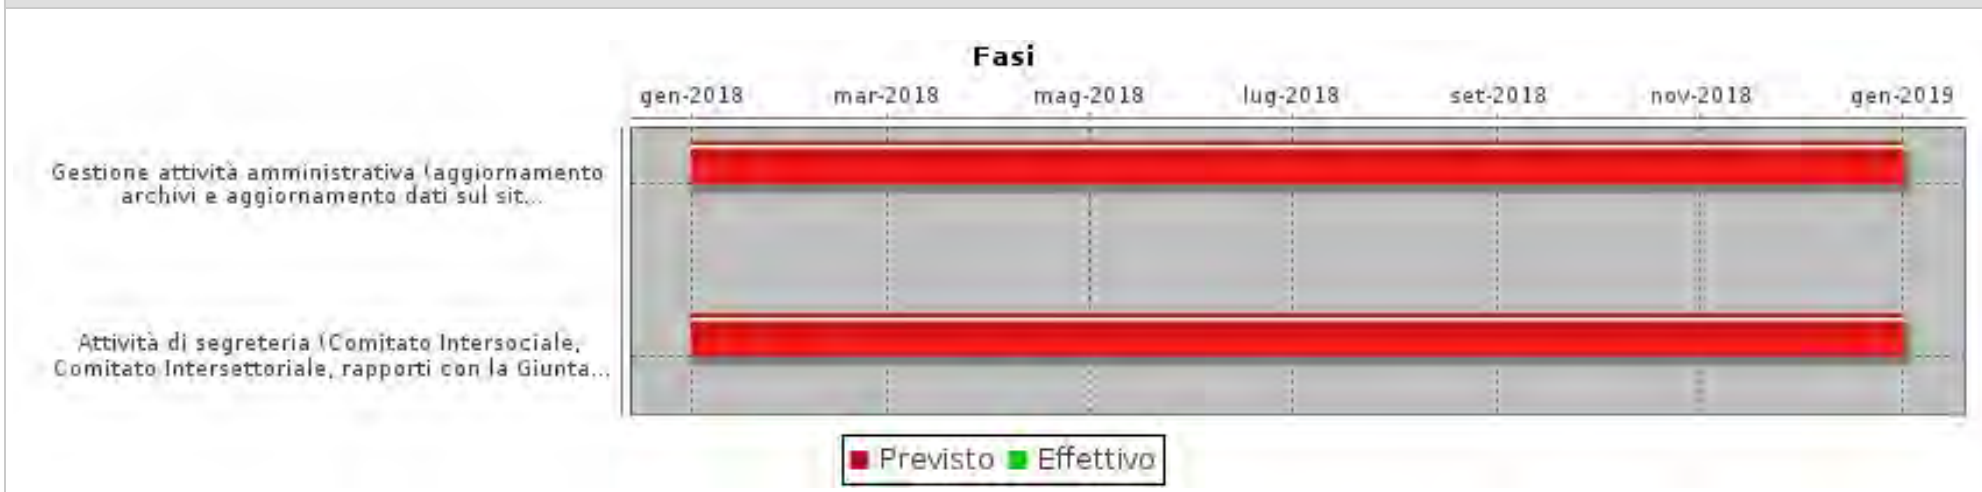 Fasi
gen-2018 mar-2018 mag-2018 lug-2018 set-2018 nov-2018 gen-2019
Gestione attività amministrativa (aggiornamento
archivi e aggiornamento dati sul sit...
Attività di segreteria (Comitato Intersociale,
Comitato Intersettoriale, rapporti con la Giunta...
Previsto Effettivo